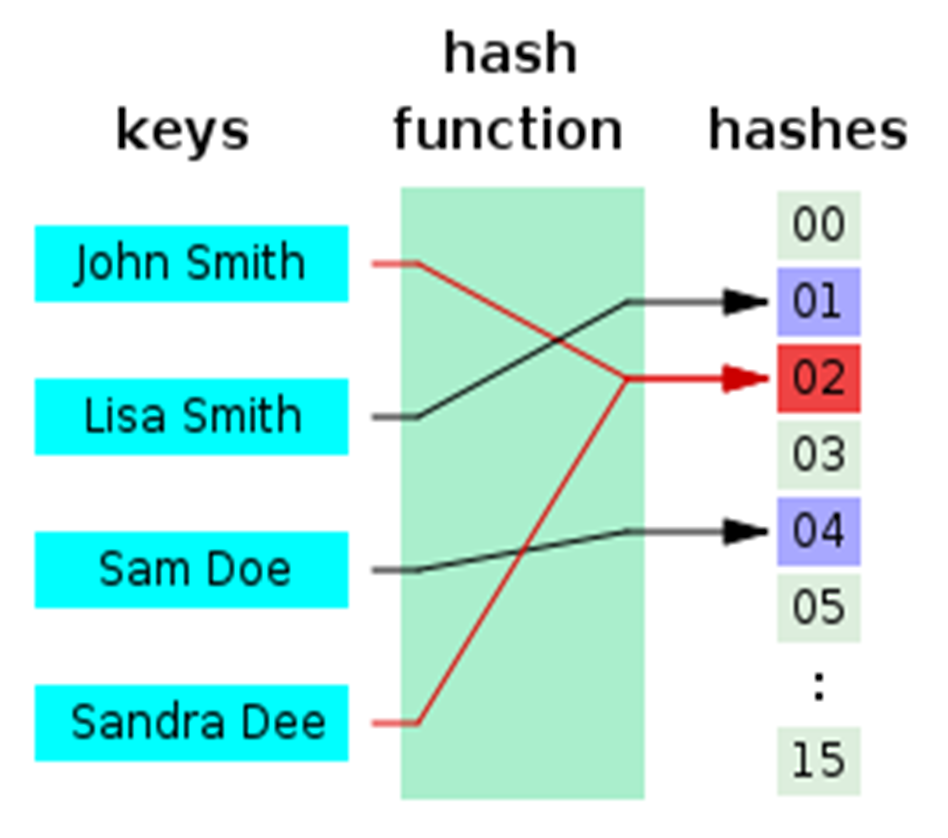 hash
keys function hashes
John Smith
Lisa Smith
Sam Doe
Sandra Dee
00
01
02
03
04
05
:
15